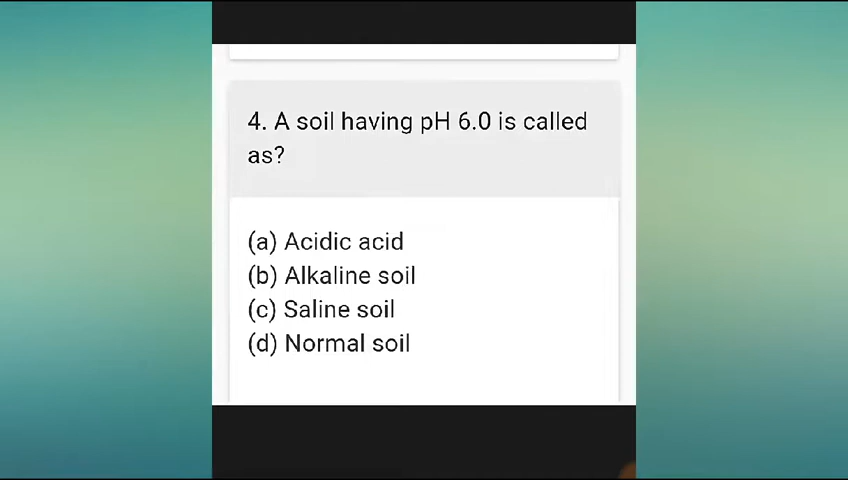 4. A soil having pH 6.0 is called
as?
(a) Acidic acid
(b) Alkaline soil
(c) Saline soil
(d) Normal soil